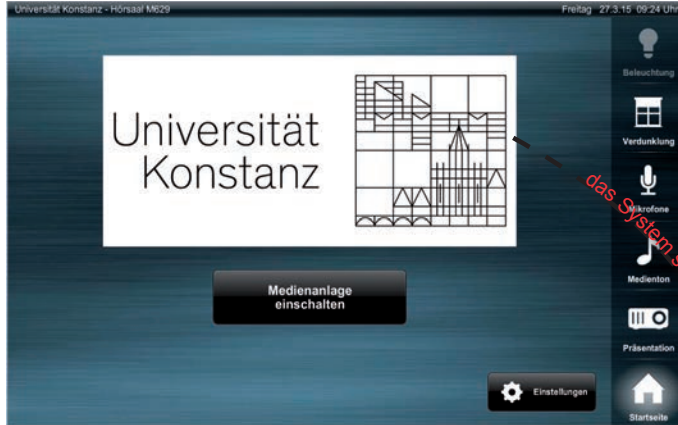 Universität Konstanz - Hörsaal M629
Freitag 27.3.15 09:24 Uhr
Beleuchtung
Universität
Konstanz
Verdunklung
Mikrofone
das System s
Medienton
Medienanlage
einschalten
Präsentation
Einstellungen
Startseite